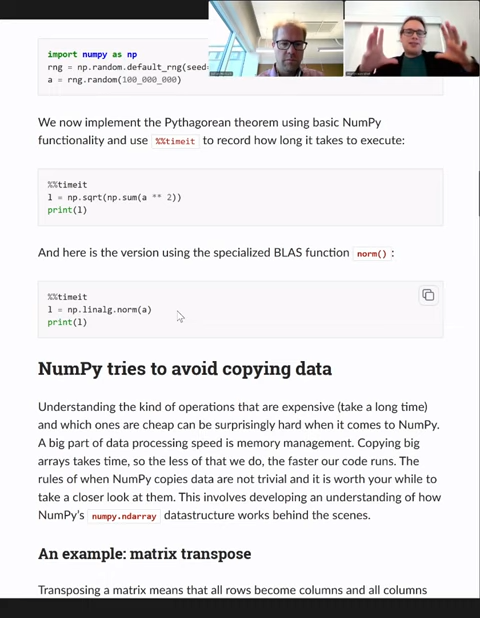 import numpy as np
rng = np.random.default_rng(seed=
a = rng.random(100_000_000)
We now implement the Pythagorean theorem using basic NumPy
functionality and use %%timeit to record how long it takes to execute:
%%timeit
l = np.sqrt(np.sum(a ** 2))
print(l)
And here is the version using the specialized BLAS function norm() :
%%timeit
l = np.linalg.norm(a)
print(l)
NumPy tries to avoid copying data
Understanding the kind of operations that are expensive (take a long time)
and which ones are cheap can be surprisingly hard when it comes to NumPy.
A big part of data processing speed is memory management. Copying big
arrays takes time, so the less of that we do, the faster our code runs. The
rules of when NumPy copies data are not trivial and it is worth your while to
take a closer look at them. This involves developing an understanding of how
NumPy's numpy.ndarray datastructure works behind the scenes.
An example: matrix transpose
Transposing a matrix means that all rows become columns and all columns